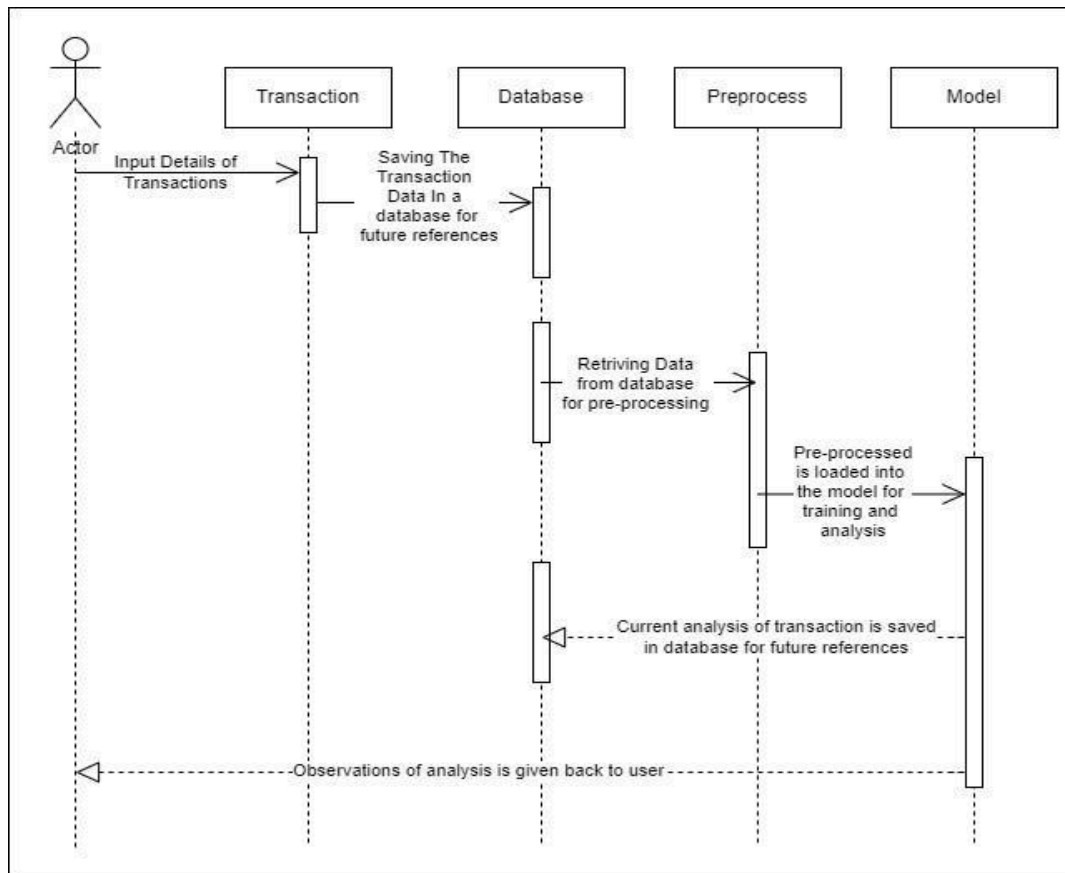 Transaction
Database
Preprocess
Model
Actor
Input Details of
Transactions
Saving The
Transaction
Data In a
database for
future references
Retriving Data
from database
for pre-processing
Pre-processed
is loaded into
the model for
training and
analysis
Current analysis of transaction is saved
in database for future references
Observations of analysis is given back to user